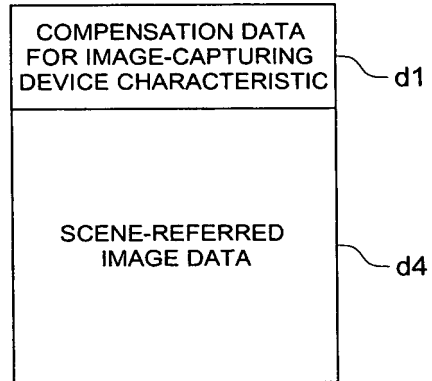 COMPENSATION DATA
FOR IMAGE-CAPTURING
DEVICE CHARACTERISTIC
d1
SCENE-REFERRED
IMAGE DATA
d4